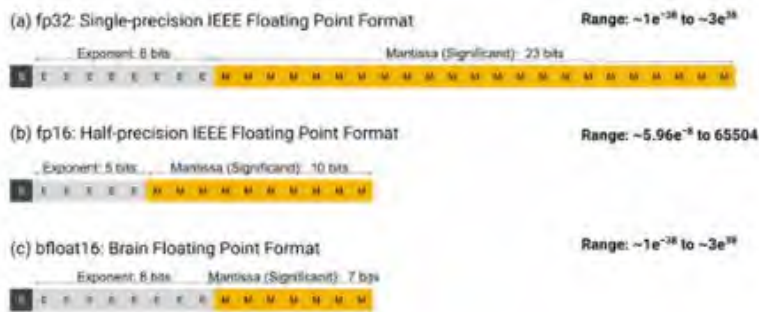 (a) fp32: Single-precision IEEE Floating Point Format Range: ~1e⁻³⁸ to ~3e³⁸
Exponent: 8 bits Mantissa (Significand): 23 bits
S E E E E E E E E M M M M M M M M M M M M M M M M M M M M M M M
(b) fp16: Half-precision IEEE Floating Point Format Range: ~5.96e⁻⁸ to 65504
Exponent: 5 bits Mantissa (Significand): 10 bits
S E E E E E M M M M M M M M M M
(c) bfloat16: Brain Floating Point Format Range: ~1e⁻³⁸ to ~3e³⁸
Exponent: 8 bits Mantissa (Significand): 7 bits
S E E E E E E E E M M M M M M M